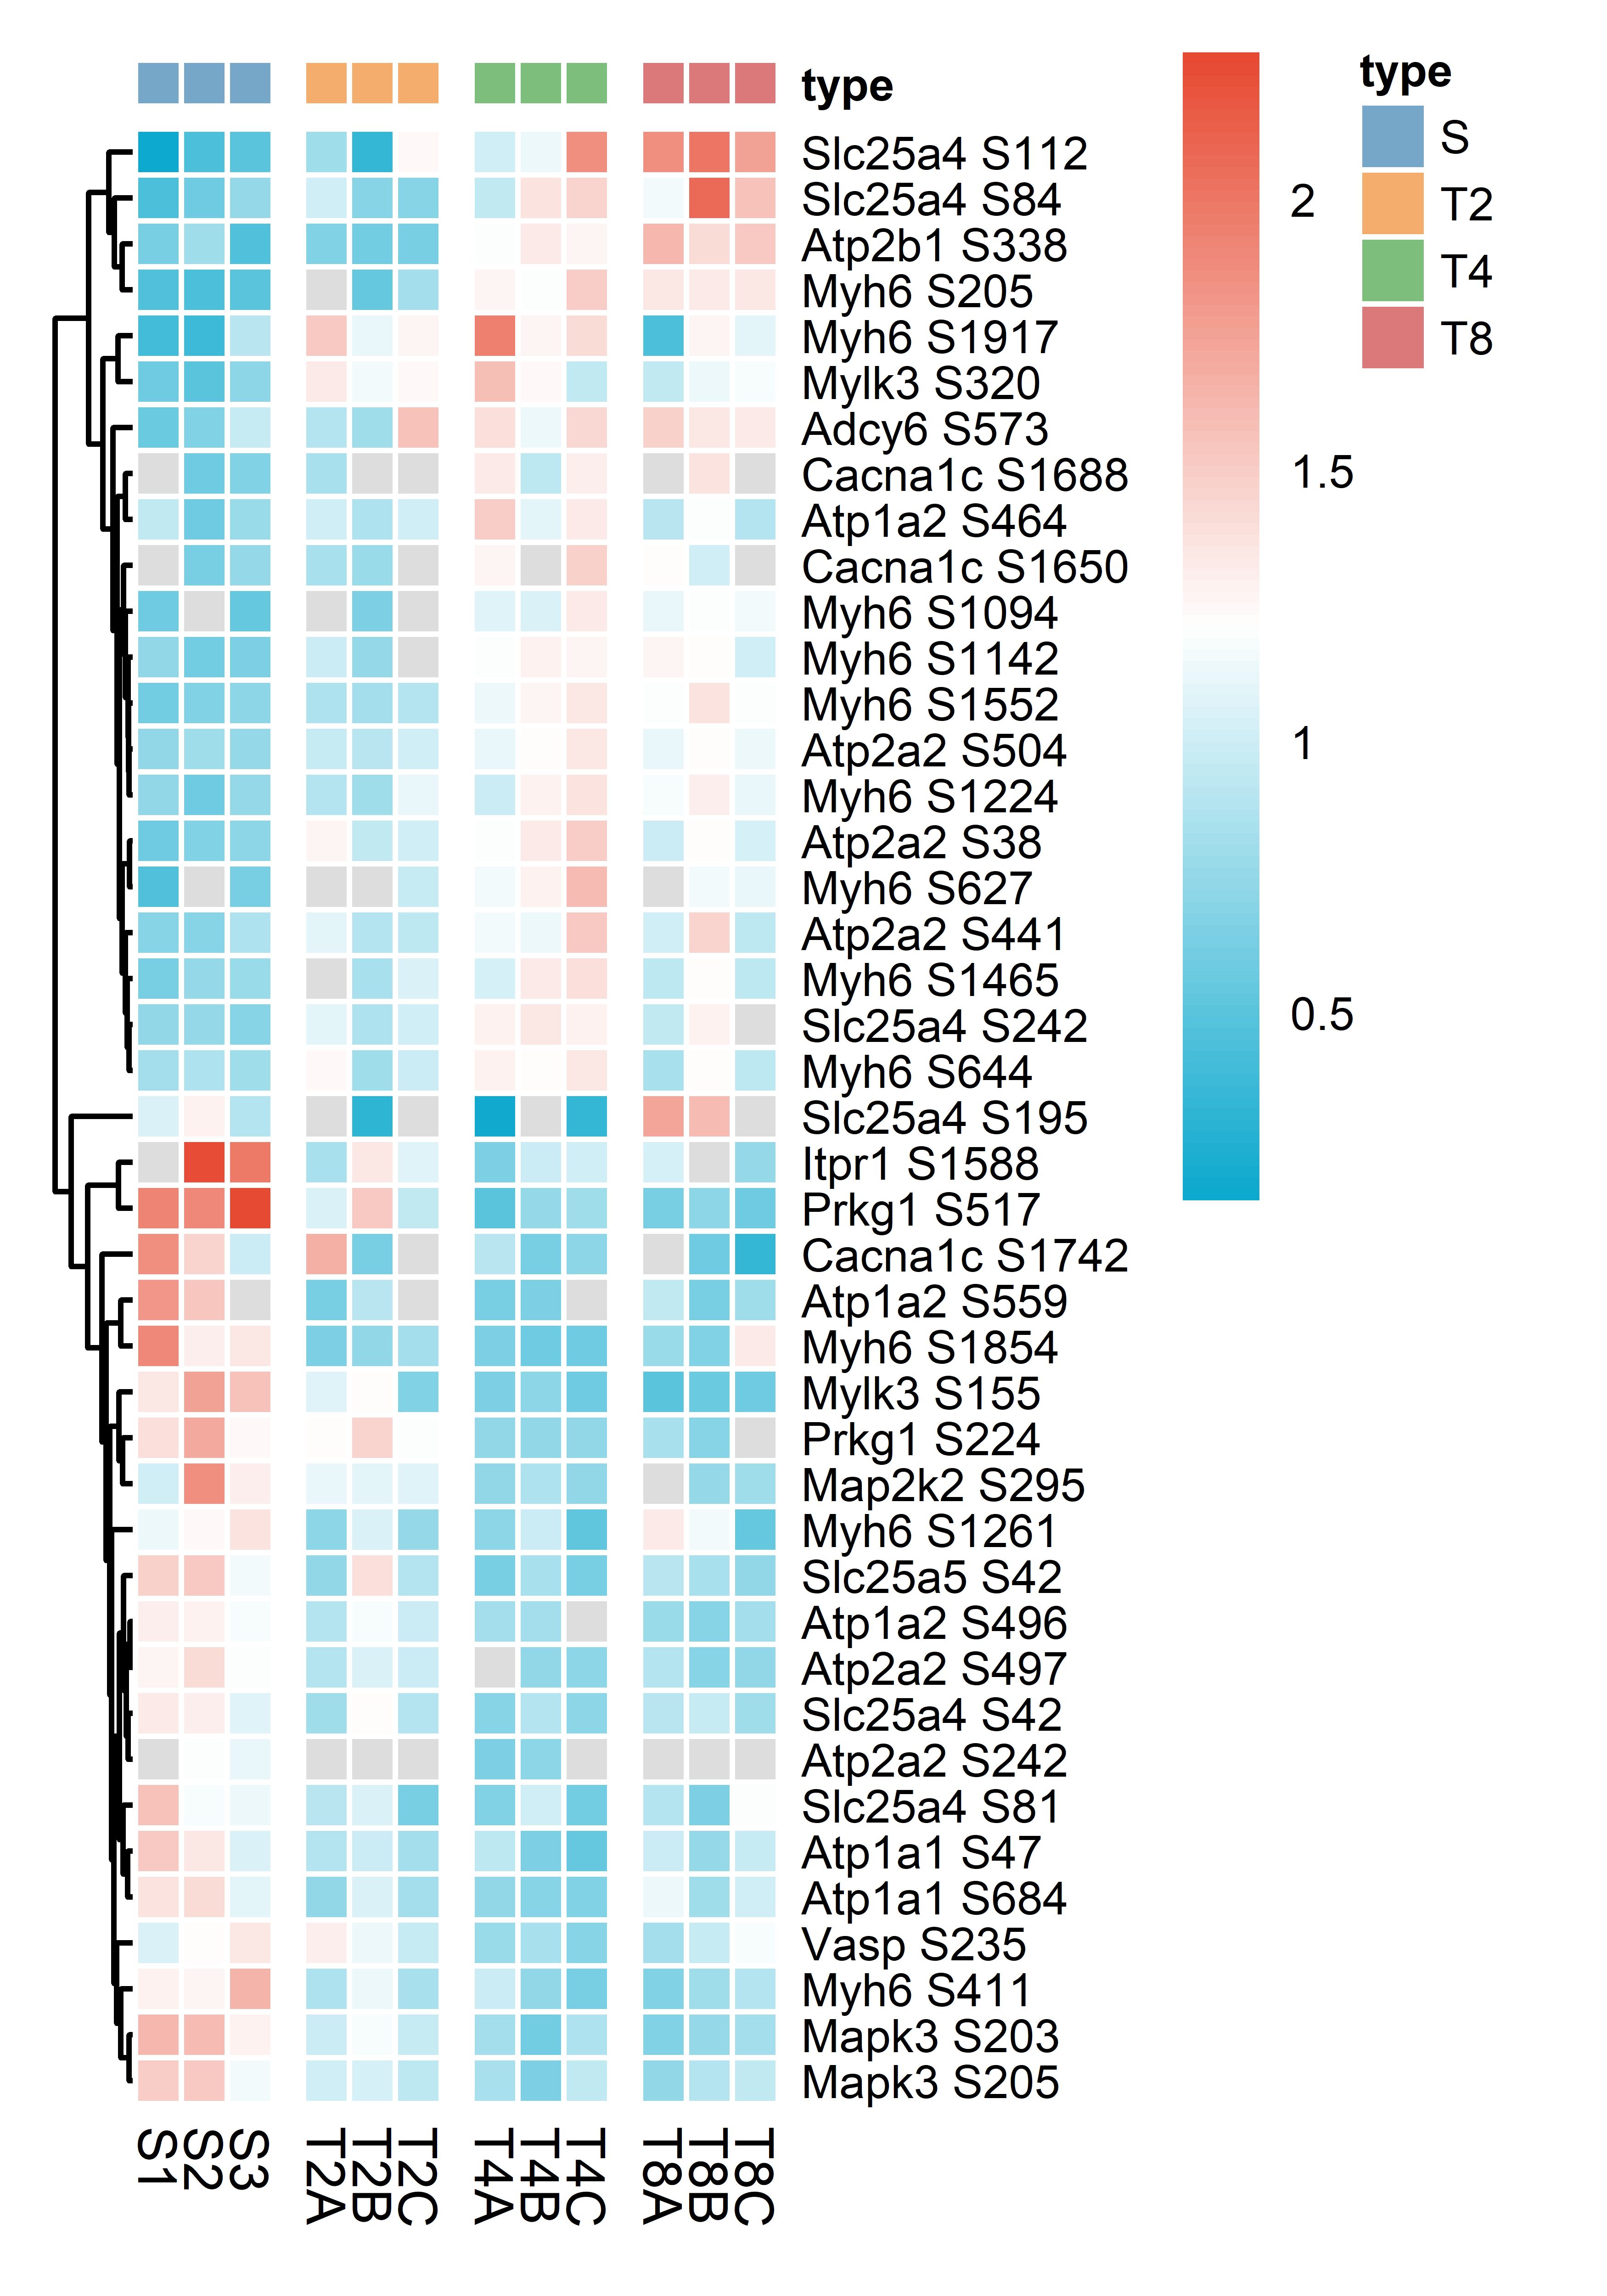 type
Slc25a4 S112
Slc25a4 S84
Atp2b1 S338
Myh6 S205
Myh6 S1917
Mylk3 S320
Adcy6 S573
Cacna1c S1688
Atp1a2 S464
Cacna1c S1650
Myh6 S1094
Myh6 S1142
Myh6 S1552
Atp2a2 S504
Myh6 S1224
Atp2a2 S38
Myh6 S627
Atp2a2 S441
Myh6 S1465
Slc25a4 S242
Myh6 S644
Slc25a4 S195
Itpr1 S1588
Prkg1 S517
Cacna1c S1742
Atp1a2 S559
Myh6 S1854
Mylk3 S155
Prkg1 S224
Map2k2 S295
Myh6 S1261
Slc25a5 S42
Atp1a2 S496
Atp2a2 S497
Slc25a4 S42
Atp2a2 S242
Slc25a4 S81
Atp1a1 S47
Atp1a1 S684
Vasp S235
Myh6 S411
Mapk3 S203
Mapk3 S205
S1
S2
S3
T2A
T2B
T2C
T4A
T4B
T4C
T8A
T8B
T8C
2
1.5
1
0.5
type
S
T2
T4
T8